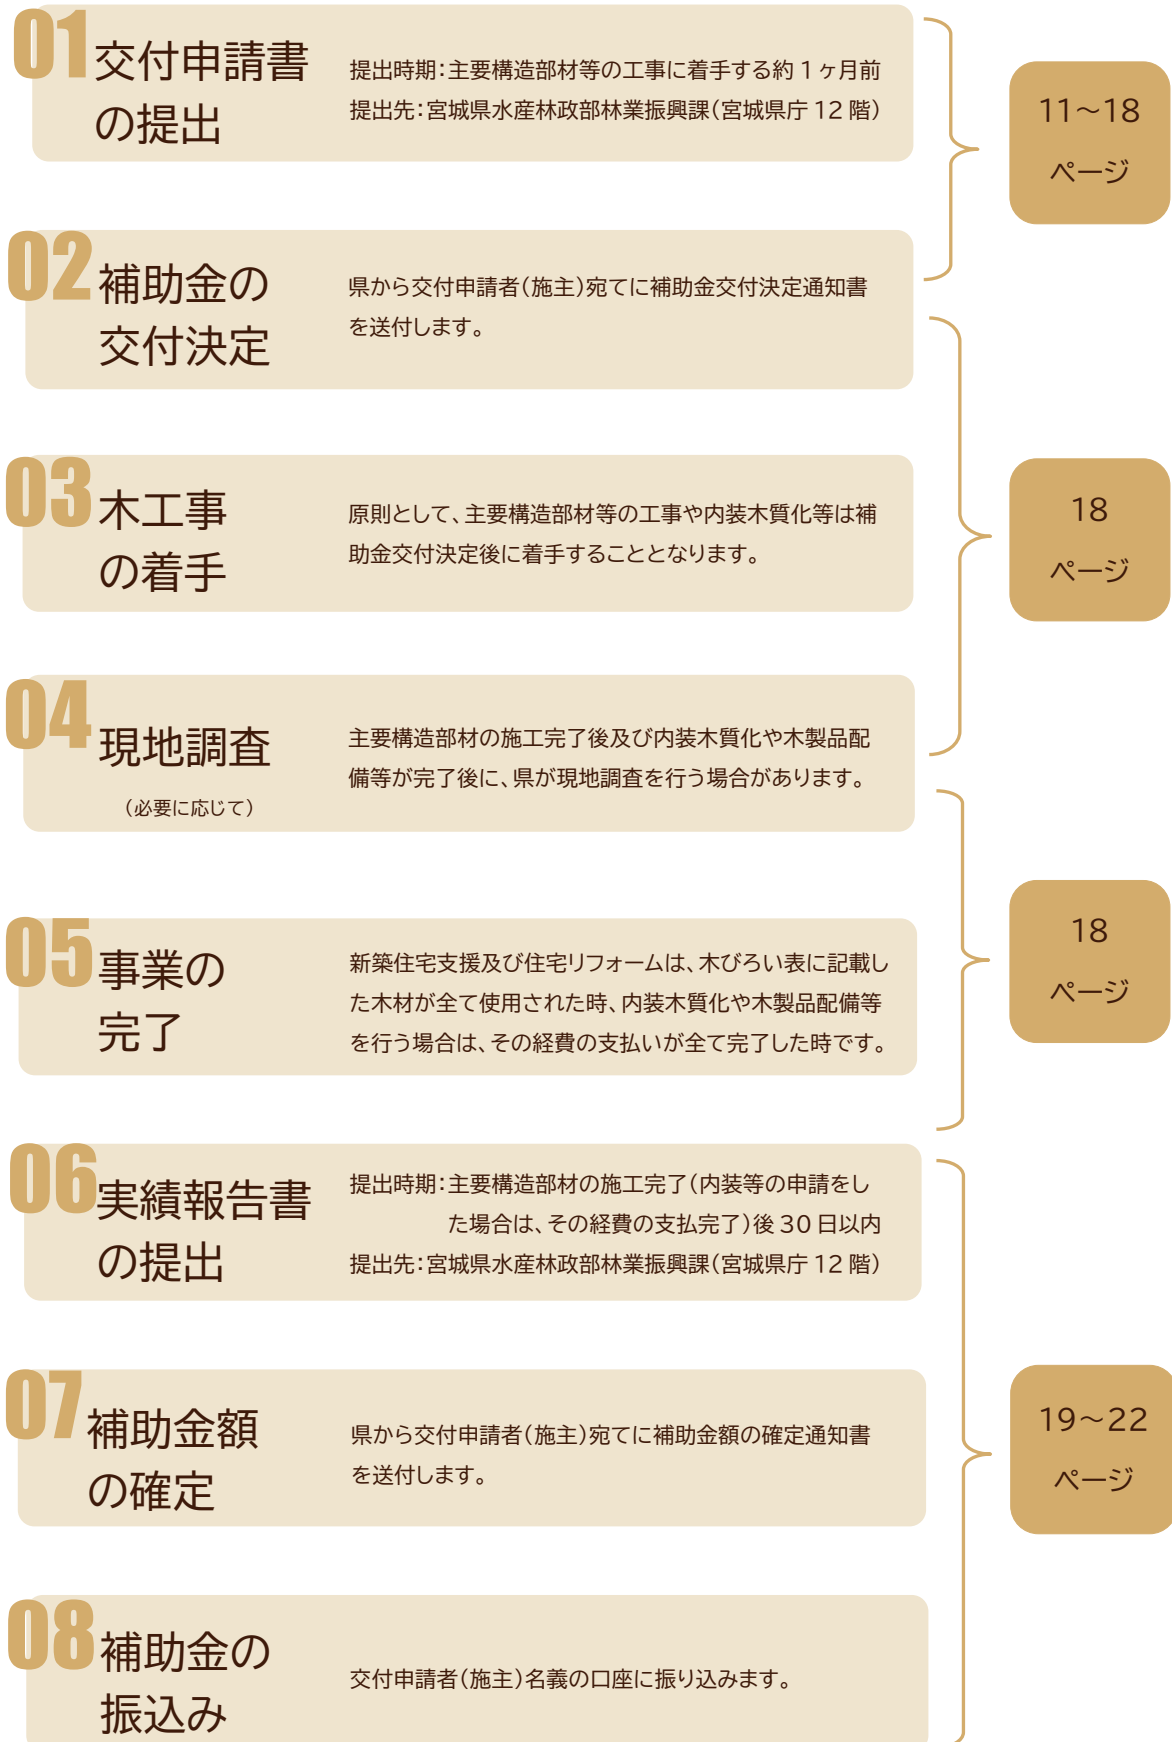 01
交付申請書
の提出
提出時期：主要構造部材等の工事に着手する約1ヶ月前
提出先：宮城県水産林政部林業振興課（宮城県庁12階）
11～18
ページ
02
補助金の
交付決定
県から交付申請者（施主）宛てに補助金交付決定通知書
を送付します。
03
木工事
の着手
原則として、主要構造部材等の工事や内装木質化等は補
助金交付決定後に着手することとなります。
18
ページ
04
現地調査
（必要に応じて）
主要構造部材の施工完了後及び内装木質化や木製品配
備等が完了後に、県が現地調査を行う場合があります。
05
事業の
完了
新築住宅支援及び住宅リフォームは、木びろい表に記載し
た木材が全て使用された時、内装木質化や木製品配備等
を行う場合は、その経費の支払いが全て完了した時です。
18
ページ
06
実績報告書
の提出
提出時期：主要構造部材の施工完了（内装等の申請をし
た場合は、その経費の支払完了）後30日以内
提出先：宮城県水産林政部林業振興課（宮城県庁12階）
07
補助金額
の確定
県から交付申請者（施主）宛てに補助金額の確定通知書
を送付します。
19～22
ページ
08
補助金の
振込み
交付申請者（施主）名義の口座に振り込みます。